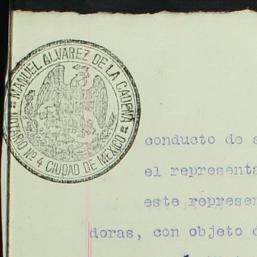 MANUEL ALVAREZ DE LA CADENA
NOTARIO Nº 4 CIUDAD DE MEXICO
conducto de s
el representa
este represen
doras, con objeto d